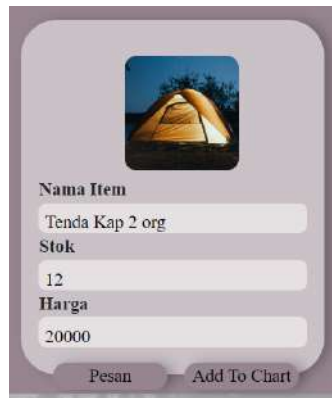 Nama Item
Tenda Kap 2 org
Stok
12
Harga
20000
Pesan Add To Chart